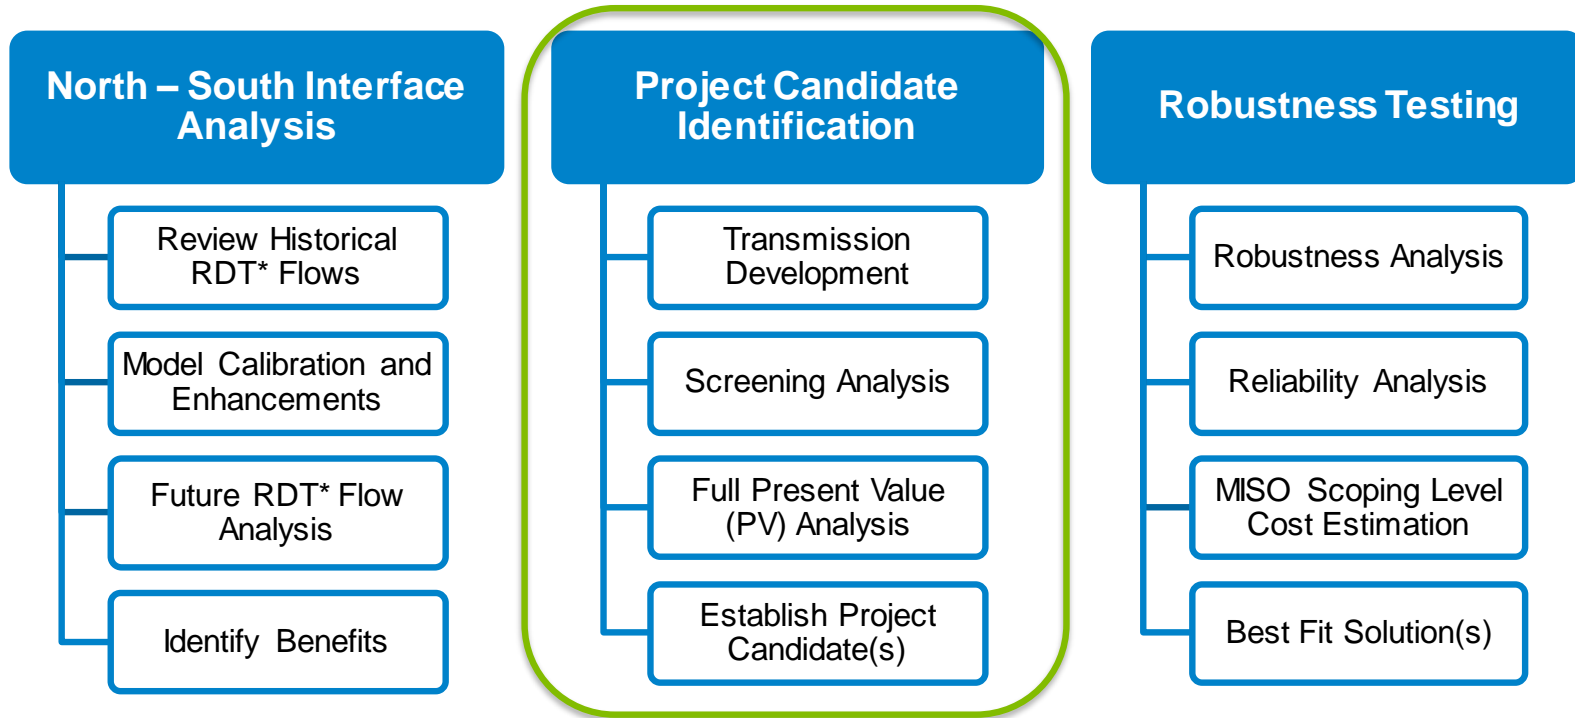 North – South Interface
Analysis
Review Historical
RDT* Flows
Model Calibration and
Enhancements
Future RDT* Flow
Analysis
Identify Benefits
Project Candidate
Identification
Transmission
Development
Screening Analysis
Full Present Value
(PV) Analysis
Establish Project
Candidate(s)
Robustness Testing
Robustness Analysis
Reliability Analysis
MISO Scoping Level
Cost Estimation
Best Fit Solution(s)